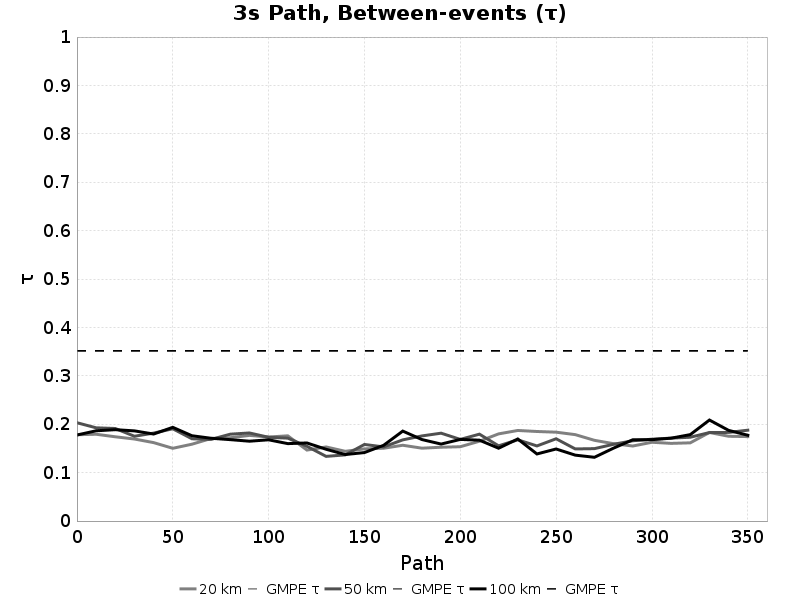 3s Path, Between-events (τ)
1
0.9
0.8
0.7
0.6
0.5
0.4
0.3
0.2
0.1
0
τ
0 50 100 150 200 250 300 350
Path
20 km GMPE τ 50 km GMPE τ 100 km GMPE τ